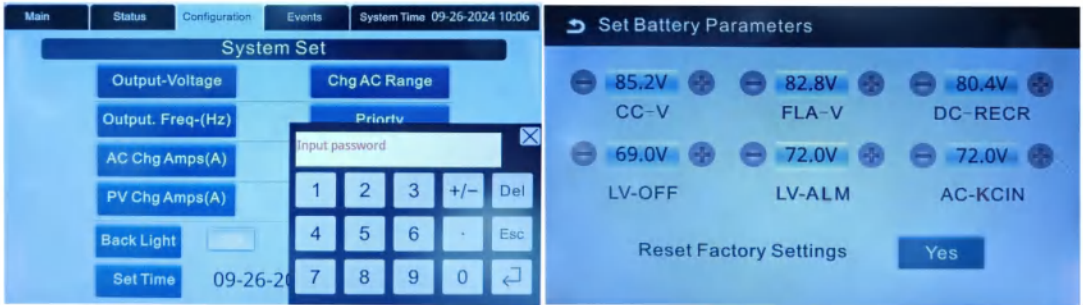 Main Status Configuration Events System Time 09-26-2024 10:06
System Set
Output-Voltage Chg AC Range
Output. Freq-(Hz) Priorty
AC Chg Amps(A)
PV Chg Amps(A)
Back Light
Set Time 09-26-20
Input password
1 2 3 +/- Del
4 5 6 . Esc
7 8 9 0
Set Battery Parameters
85.2V 82.8V 80.4V
CC-V FLA-V DC-RECR
69.0V 72.0V 72.0V
LV-OFF LV-ALM AC-KCIN
Reset Factory Settings Yes